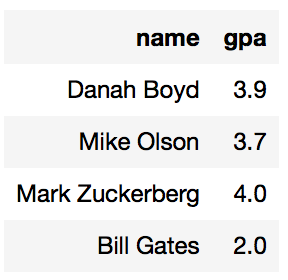 name gpa
Danah Boyd 3.9
Mike Olson 3.7
Mark Zuckerberg 4.0
Bill Gates 2.0